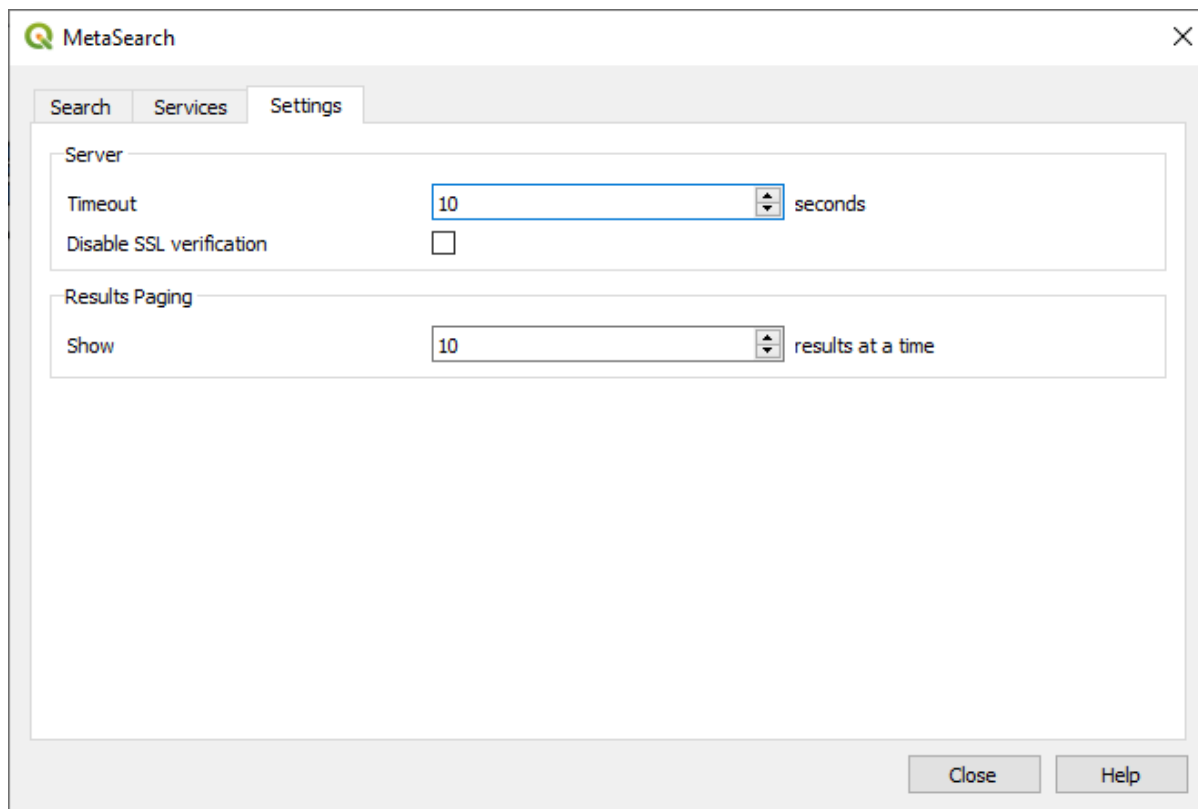 MetaSearch
Search Services Settings
Server
Timeout 10 seconds
Disable SSL verification
Results Paging
Show 10 results at a time
Close Help